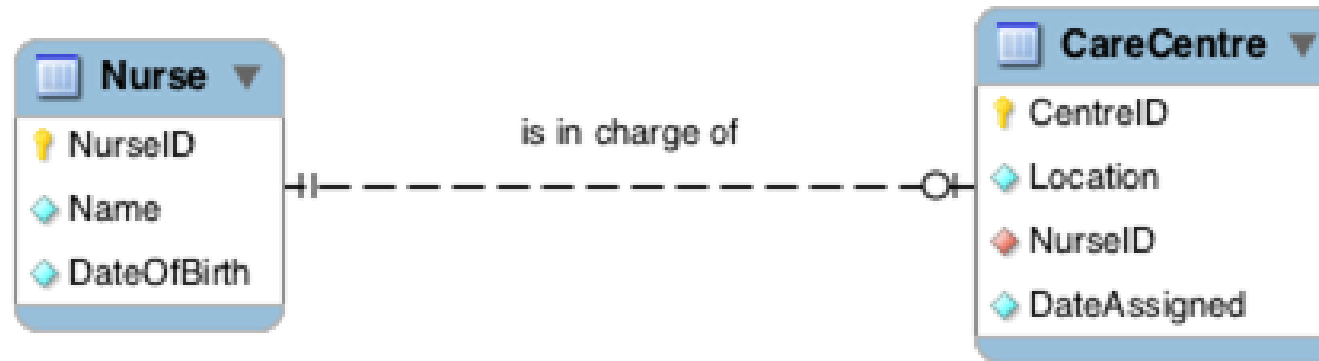 Nurse
NurseID
Name
DateOfBirth
is in charge of
CareCentre
CentreID
Location
NurseID
DateAssigned